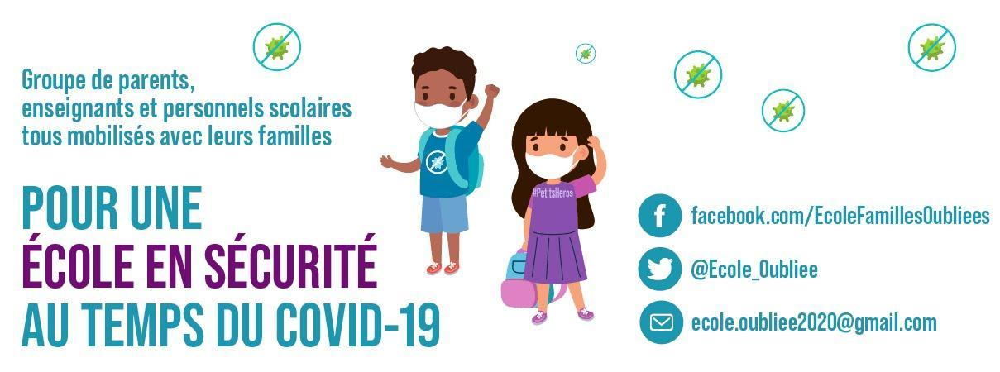 Groupe de parents,
enseignants et personnels scolaires
tous mobilisés avec leurs familles
POUR UNE
ÉCOLE EN SÉCURITÉ
AU TEMPS DU COVID-19
#PetitsHeros
facebook.com/EcoleFamillesOubliees
@Ecole_Oubliee
ecole.oubliee2020@gmail.com